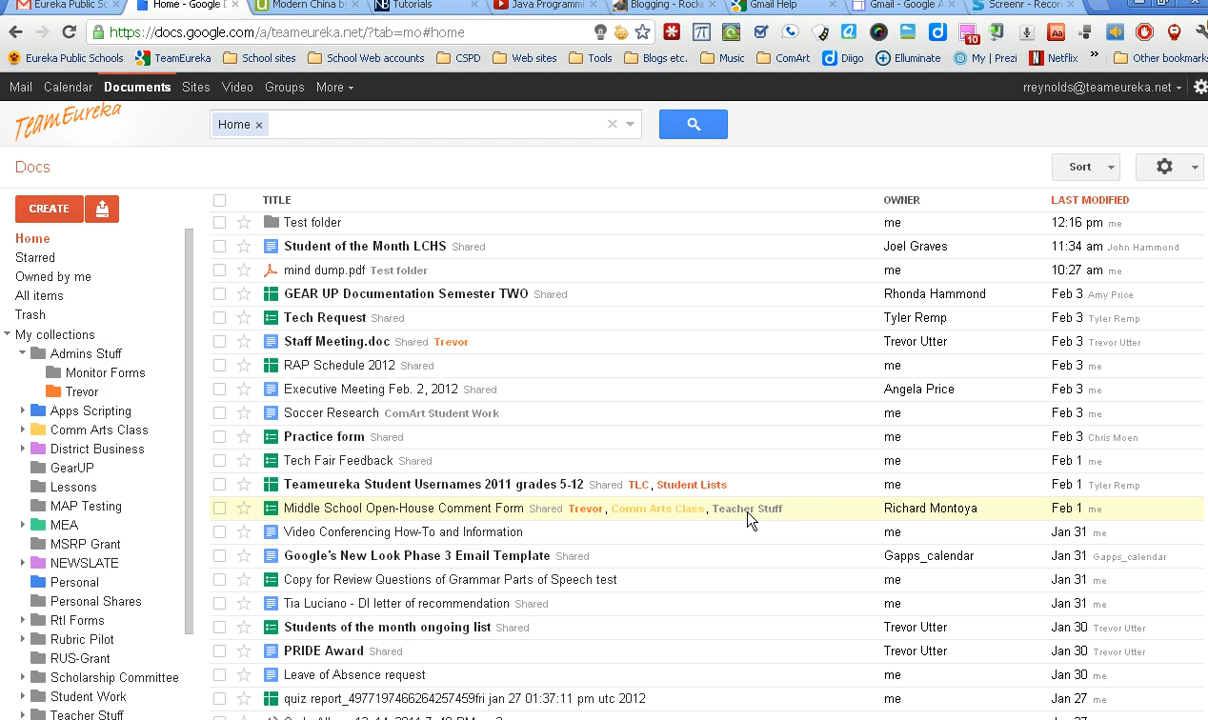 Eureka Public Sc
Home - Google D
Modern China by
Tutorials
Java Programmi
Blogging - Rock
Gmail Help
Gmail - Google A
Screenr - Recor
https://docs.google.com/a/teameureka.net/?tab=mo#home
Eureka Public Schools
TeamEureka
School sites
School Web accounts
CSPD
Web sites
Tools
Blogs etc.
Music
ComArt
Diigo
Elluminate
My | Prezi
Netflix
Other bookmarks
Mail Calendar Documents Sites Video Groups More
rreynolds@teameureka.net
TeamEureka
Home ×
Docs
Sort
CREATE
Home
Starred
Owned by me
All items
Trash
My collections
Admins Stuff
Monitor Forms
Trevor
Apps Scripting
Comm Arts Class
District Business
GearUP
Lessons
MAP Testing
MEA
MSRP Grant
NEWSLATE
Personal
Personal Shares
RtI Forms
Rubric Pilot
RUS-Grant
Scholarship Committee
Student Work
Teacher Stuff
TITLE OWNER LAST MODIFIED
Test folder me 12:16 pm me
Student of the Month LCHS Shared Joel Graves 11:34 am John Hammond
mind dump.pdf Test folder me 10:27 am me
GEAR UP Documentation Semester TWO Shared Rhonda Hammond Feb 3 Amy Price
Tech Request Shared Tyler Remp Feb 3 Tyler Remp
Staff Meeting.doc Shared Trevor Trevor Utter Feb 3 Trevor Utter
RAP Schedule 2012 Shared me Feb 3 me
Executive Meeting Feb. 2, 2012 Shared Angela Price Feb 3 me
Soccer Research ComArt Student Work me Feb 3 me
Practice form Shared me Feb 3 Chris Moen
Tech Fair Feedback Shared me Feb 1 me
Teameureka Student Usernames 2011 grades 5-12 Shared TLC, Student Lists me Feb 1 Tyler Remp
Middle School Open-House Comment Form Shared Trevor, Comm Arts Class, Teacher Stuff Richard Montoya Feb 1 me
Video Conferencing How-To and Information me Jan 31 me
Google's New Look Phase 3 Email Template Shared Gapps_calendar Jan 31 Gapps_calendar
Copy for Review Questions of Grammar Parts of Speech test me Jan 31 me
Tia Luciano - DI letter of recommendation Shared me Jan 31 me
Students of the month ongoing list Shared Trevor Utter Jan 30 Trevor Utter
PRIDE Award Shared Trevor Utter Jan 30 Trevor Utter
Leave of Absence request me Jan 30 me
quiz report_4977197466264257459fri jan 27 01:37:11 pm utc 2012 me Jan 27 me